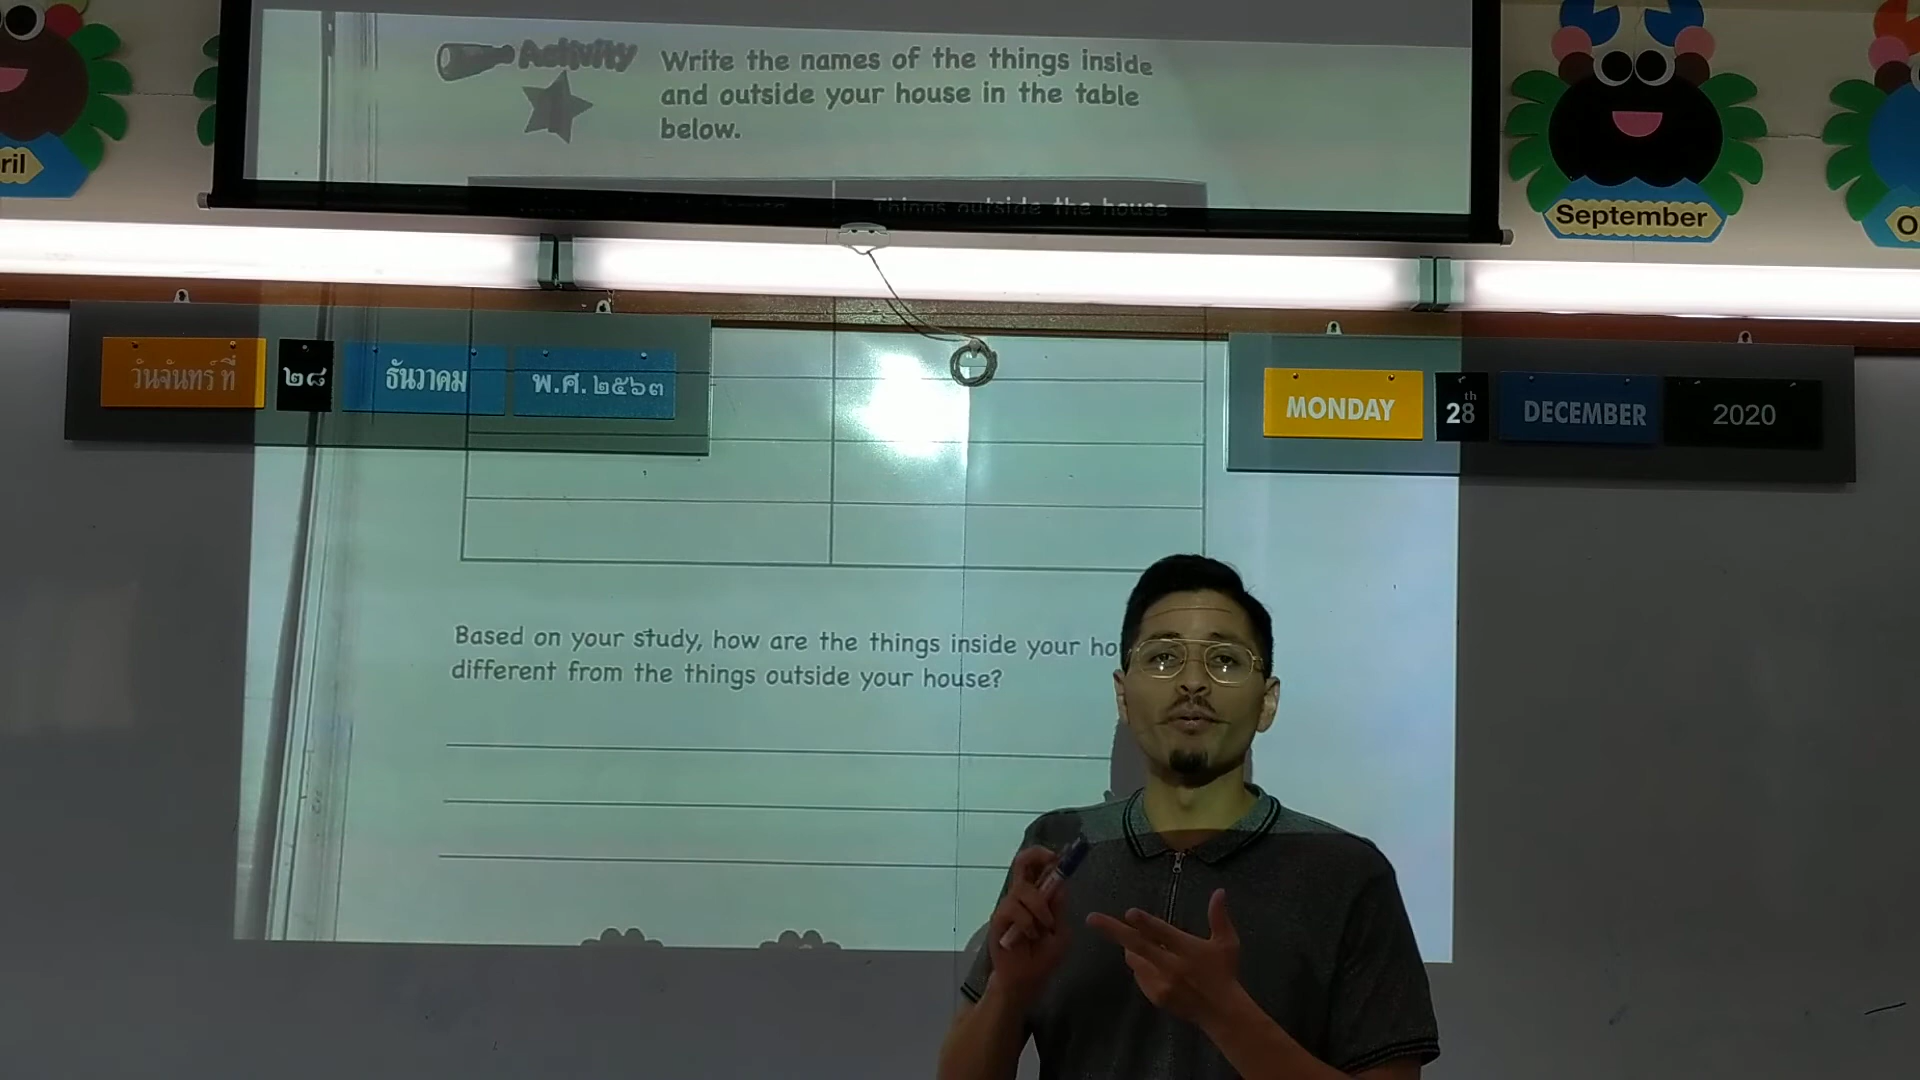 Activity
Write the names of the things inside
and outside your house in the table
below.
Things outside the house
ril
September
O
วันจันทร์ ที่
๒๘
ธันวาคม
พ.ศ. ๒๕๖๓
MONDAY
28th
DECEMBER
2020
Based on your study, how are the things inside your ho
different from the things outside your house?